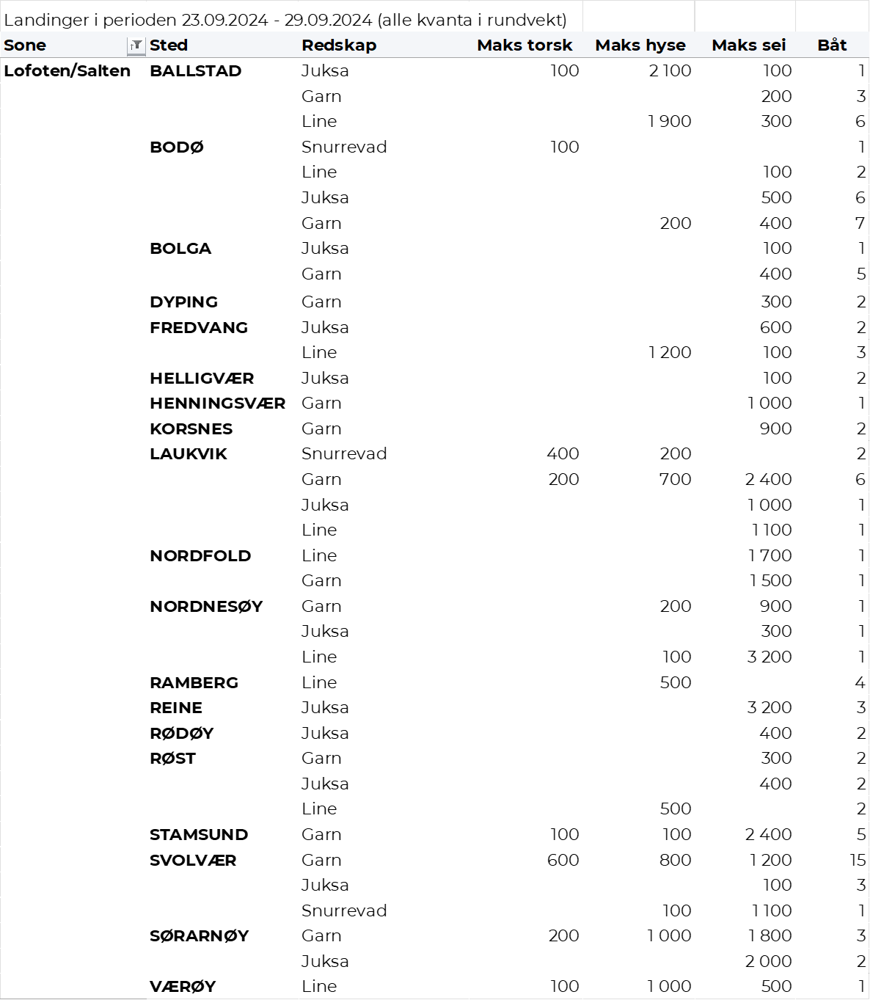 Landinger i perioden 23.09.2024 - 29.09.2024 (alle kvanta i rundvekt)
Sone Sted Redskap Maks torsk Maks hyse Maks sei Båt
Lofoten/Salten BALLSTAD Juksa 100 2 100 100 1
Garn 200 3
Line 1 900 300 6
BODØ Snurrevad 100 1
Line 100 2
Juksa 500 6
Garn 200 400 7
BOLGA Juksa 100 1
Garn 400 5
DYPING Garn 300 2
FREDVANG Juksa 600 2
Line 1 200 100 3
HELLIGVÆR Juksa 100 2
HENNINGSVÆR Garn 1 000 1
KORSNES Garn 900 2
LAUKVIK Snurrevad 400 200 2
Garn 200 700 2 400 6
Juksa 1 000 1
Line 1 100 1
NORDFOLD Line 1 700 1
Garn 1 500 1
NORDNESØY Garn 200 900 1
Juksa 300 1
Line 100 3 200 1
RAMBERG Line 500 4
REINE Juksa 3 200 3
RØDØY Juksa 400 2
RØST Garn 300 2
Juksa 400 2
Line 500 2
STAMSUND Garn 100 100 2 400 5
SVOLVÆR Garn 600 800 1 200 15
Juksa 100 3
Snurrevad 100 1 100 1
SØRARNØY Garn 200 1 000 1 800 3
Juksa 2 000 2
VÆRØY Line 100 1 000 500 1